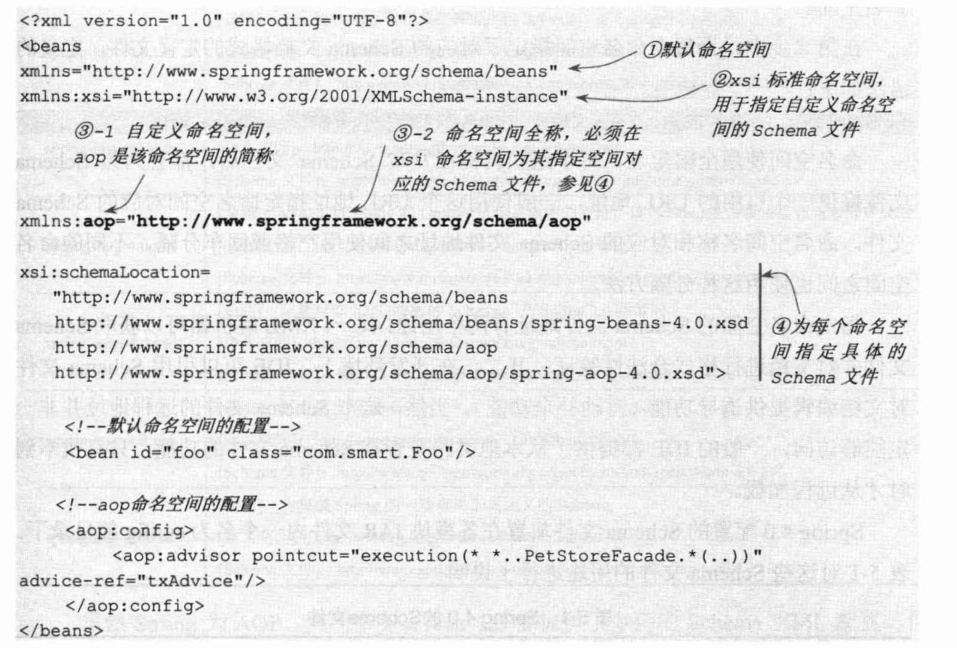 <?xml version="1.0" encoding="UTF-8"?>
<beans
①默认命名空间
xmlns="http://www.springframework.org/schema/beans"
xmlns:xsi="http://www.w3.org/2001/XMLSchema-instance"
②xsi 标准命名空间,
用于指定自定义命名空
间的 Schema 文件
③-1 自定义命名空间,
aop 是该命名空间的简称
③-2 命名空间全称，必须在
xsi 命名空间为其指定空间对
应的 Schema 文件，参见④
xmlns:aop="http://www.springframework.org/schema/aop"
xsi:schemaLocation=
"http://www.springframework.org/schema/beans
http://www.springframework.org/schema/beans/spring-beans-4.0.xsd
http://www.springframework.org/schema/aop
http://www.springframework.org/schema/aop/spring-aop-4.0.xsd">
④为每个命名空
间指定具体的
Schema 文件
<!--默认命名空间的配置-->
<bean id="foo" class="com.smart.Foo"/>
<!--aop命名空间的配置-->
<aop:config>
<aop:advisor pointcut="execution(* *..PetStoreFacade.*(..))"
advice-ref="txAdvice"/>
</aop:config>
</beans>